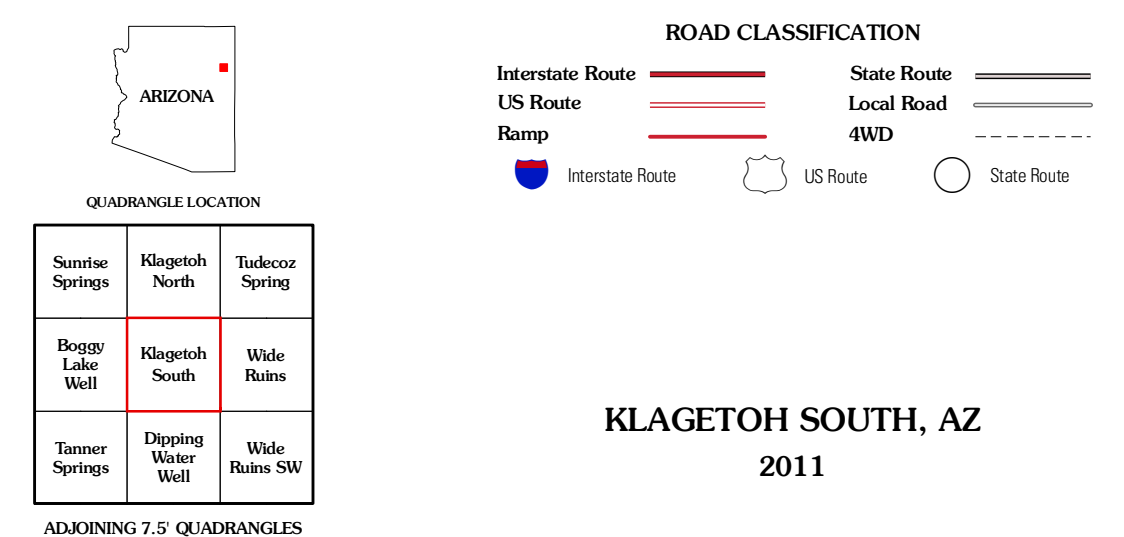 ARIZONA
QUADRANGLE LOCATION
Sunrise
Springs
Klagetoh
North
Tudecoz
Spring
Boggy
Lake
Well
Klagetoh
South
Wide
Ruins
Tanner
Springs
Dipping
Water
Well
Wide
Ruins SW
ADJOINING 7.5' QUADRANGLES
ROAD CLASSIFICATION
Interstate Route
State Route
US Route
Local Road
Ramp
4WD
Interstate Route
US Route
State Route
KLAGETOH SOUTH, AZ
2011